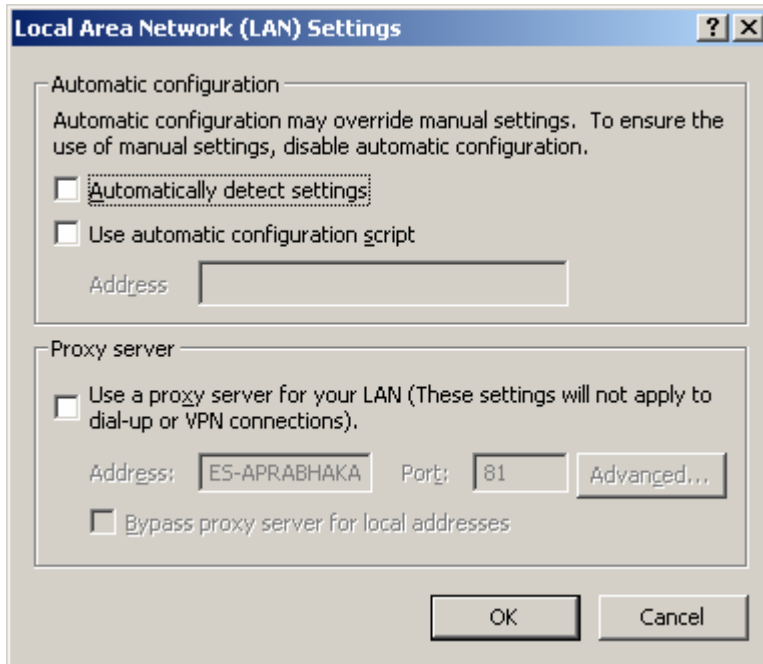 Local Area Network (LAN) Settings
Automatic configuration
Automatic configuration may override manual settings.  To ensure the
use of manual settings, disable automatic configuration.
Automatically detect settings
Use automatic configuration script
Address
Proxy server
Use a proxy server for your LAN (These settings will not apply to
dial-up or VPN connections).
Address: ES-APRABHAKA Port: 81 Advanced...
Bypass proxy server for local addresses
OK Cancel